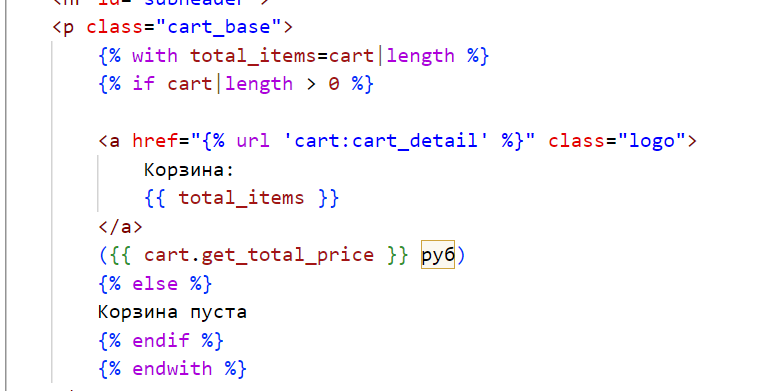 <p class="cart_base">
{% with total_items=cart|length %}
{% if cart|length > 0 %}
<a href="{% url 'cart:cart_detail' %}" class="logo">
Корзина:
{{ total_items }}
</a>
({{ cart.get_total_price }} руб)
{% else %}
Корзина пуста
{% endif %}
{% endwith %}